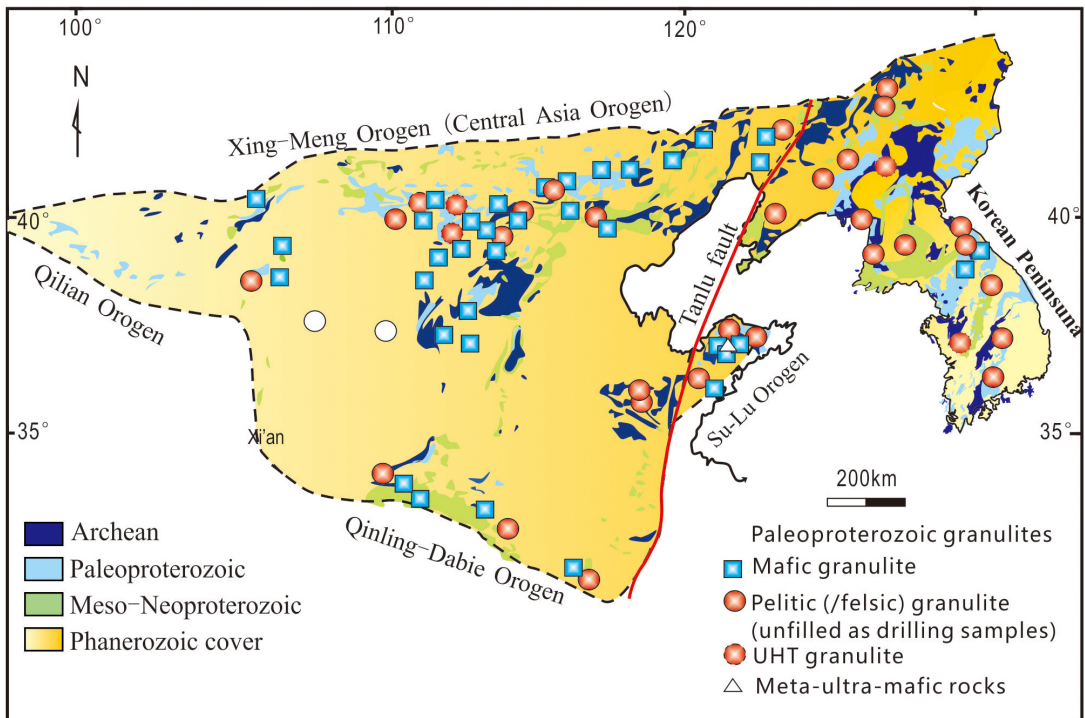 100°
110°
120°
N
Xing-Meng Orogen (Central Asia Orogen)
40°
40°
Qilian Orogen
Tanlu fault
Korean Peninsuna
Su-Lu Orogen
35°
35°
Xi'an
200km
Qinling-Dabie Orogen
Archean
Paleoproterozoic
Meso-Neoproterozoic
Phanerozoic cover
Paleoproterozoic granulites
Mafic granulite
Pelitic (/felsic) granulite
(unfilled as drilling samples)
UHT granulite
Meta-ultra-mafic rocks